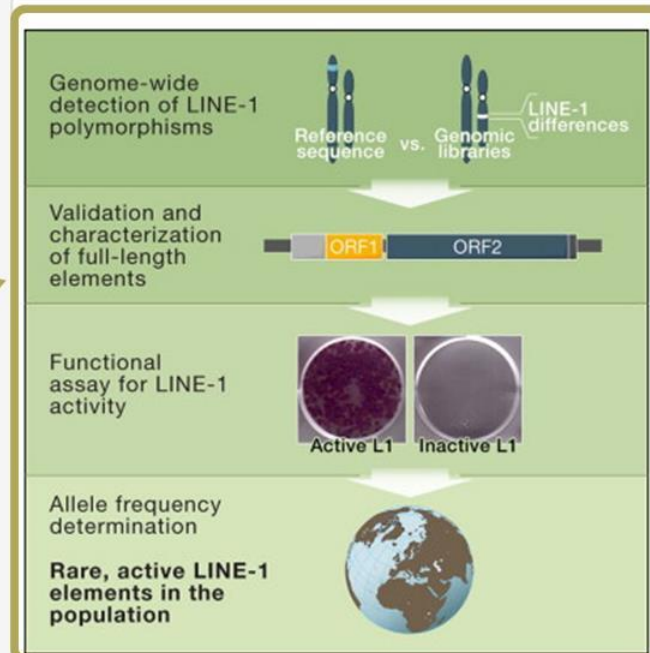 Genome-wide
detection of LINE-1
polymorphisms
Reference
sequence
vs.
Genomic
libraries
LINE-1
differences
Validation and
characterization
of full-length
elements
ORF1
ORF2
Functional
assay for LINE-1
activity
Active L1
Inactive L1
Allele frequency
determination
Rare, active LINE-1
elements in the
population